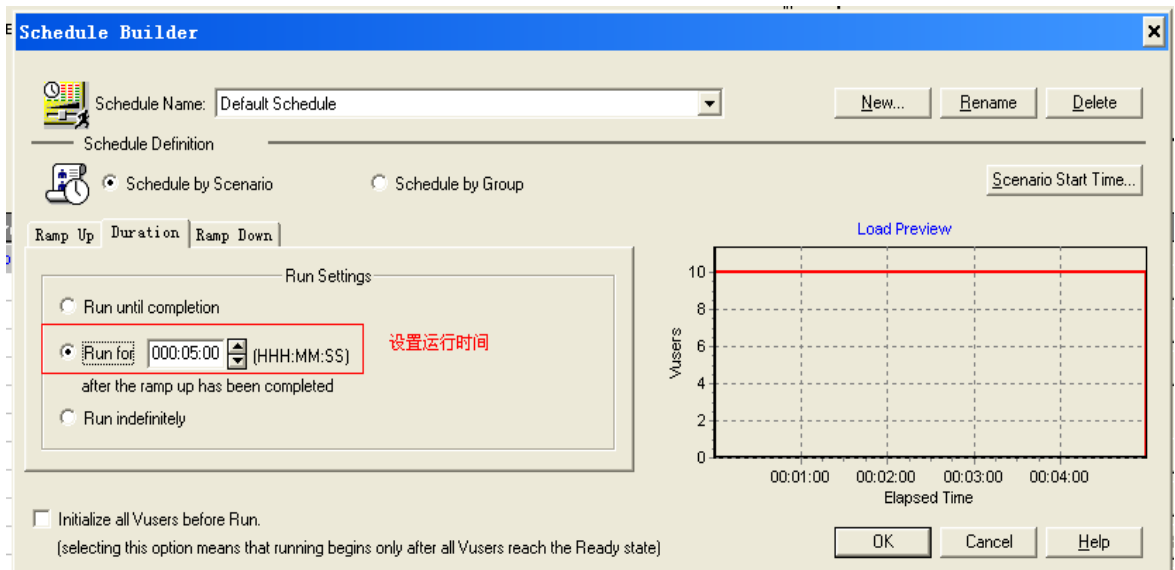 Schedule Builder
Schedule Name: Default Schedule
New... Rename Delete
Schedule Definition
Schedule by Scenario Schedule by Group
Scenario Start Time...
Ramp Up Duration Ramp Down
Run Settings
Run until completion
Run for 000:05:00 (HHH:MM:SS)
设置运行时间
after the ramp up has been completed
Run indefinitely
Load Preview
Vusers
10
8
6
4
2
0
00:01:00 00:02:00 00:03:00 00:04:00
Elapsed Time
Initialize all Vusers before Run.
(selecting this option means that running begins only after all Vusers reach the Ready state)
OK Cancel Help